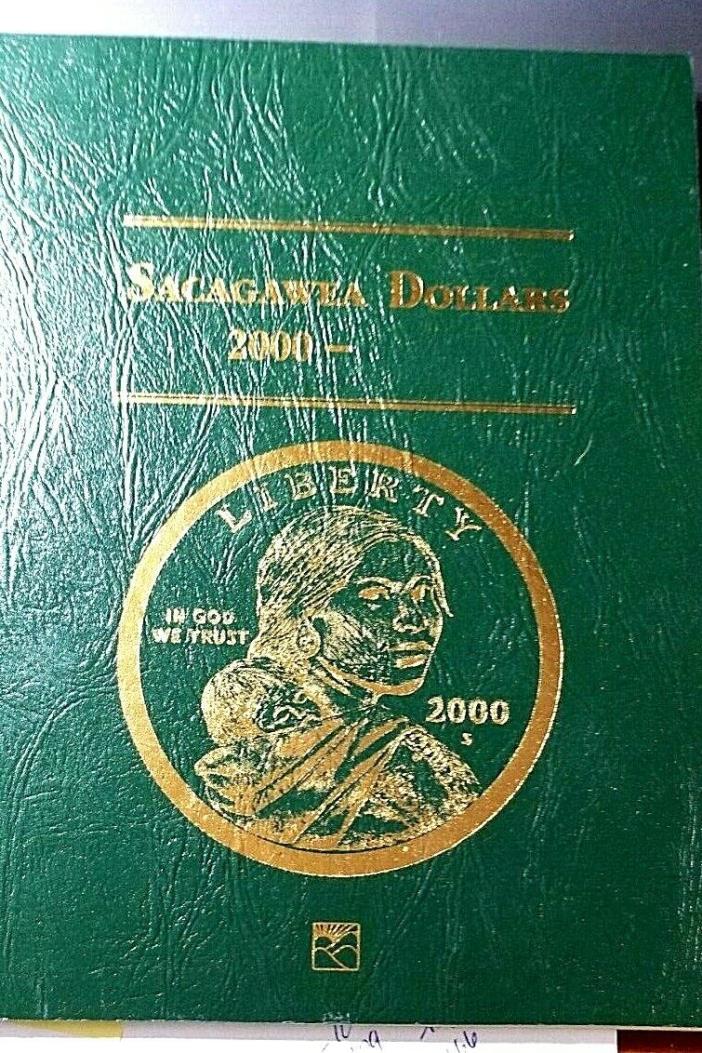 SACAGAWEA DOLLARS
2000 –
LIBERTY
IN GOD
WE TRUST
2000
S